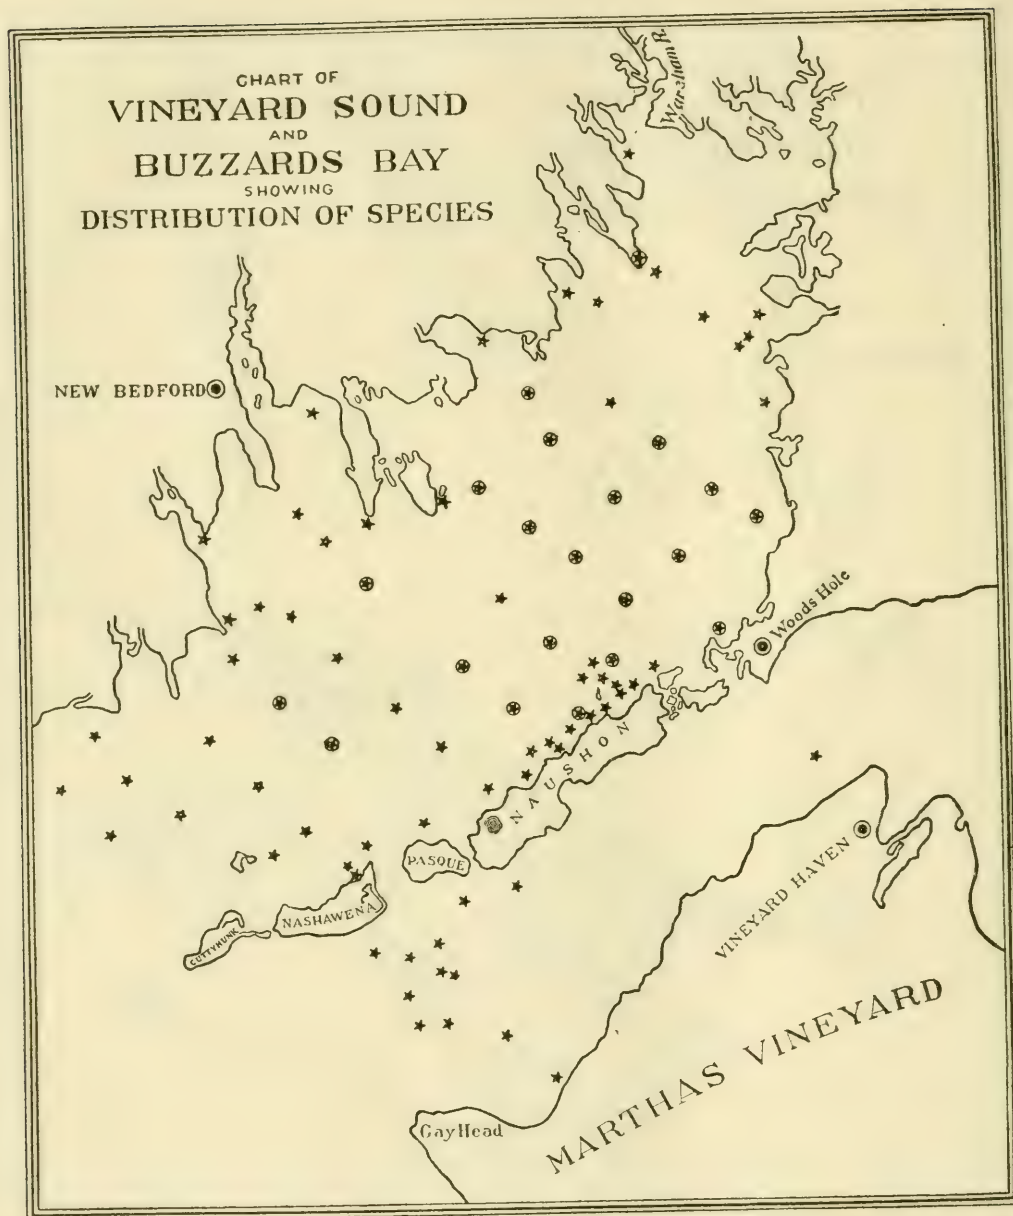 CHART OF
VINEYARD SOUND
AND
BUZZARDS BAY
SHOWING
DISTRIBUTION OF SPECIES
Warsham R.
NEW BEDFORD
Woods Hole
NAUSHON
PASQUE
NASHAWENA
CUTTYHUNK
VINEYARD HAVEN
MARTHAS VINEYARD
Gay Head